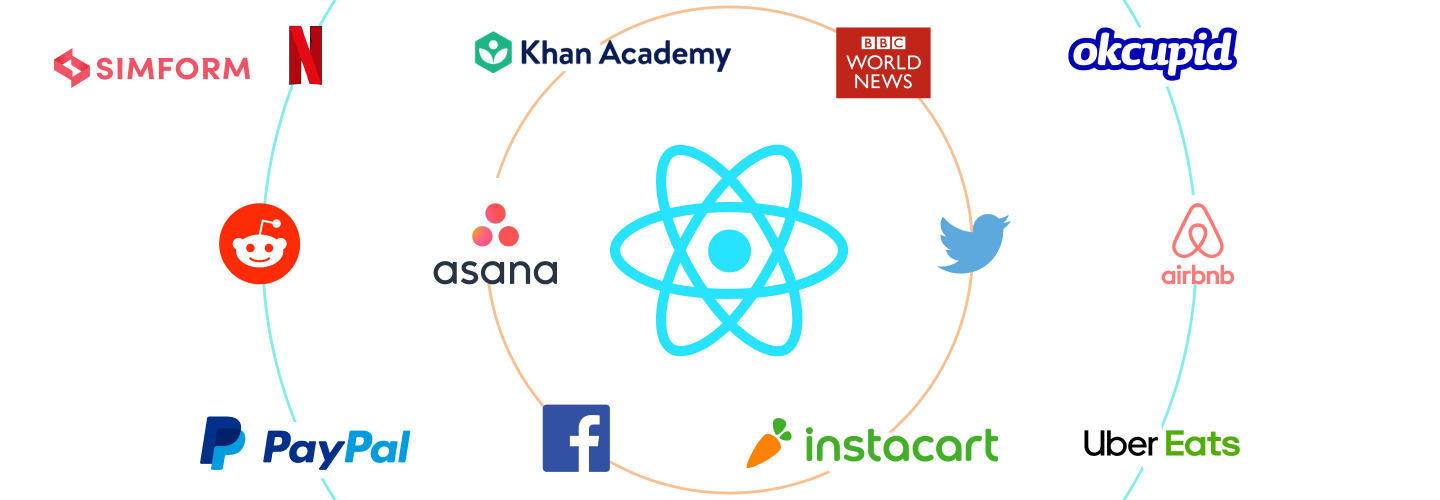 SIMFORM
N
Khan Academy
BBC
WORLD
NEWS
okcupid
asana
airbnb
PayPal
f
instacart
Uber Eats